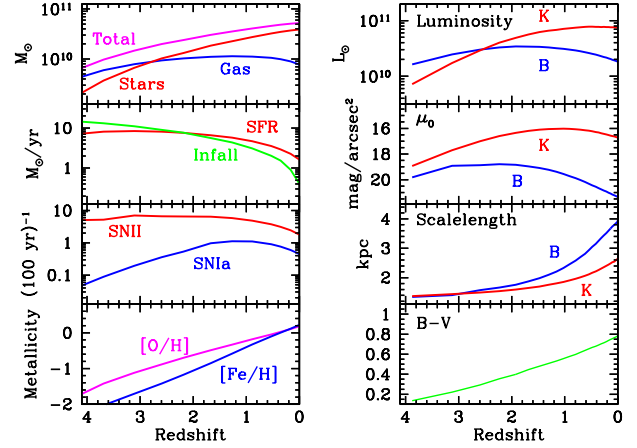 M⊙
10¹¹
10¹⁰
Total
Stars
Gas
M⊙/yr
10
1
SFR
Infall
(100 yr)⁻¹
10
1
0.1
SNII
SNIa
Metallicity
0
-1
-2
[O/H]
[Fe/H]
4
3
2
1
0
Redshift
L⊙
10¹¹
10¹⁰
Luminosity
K
B
mag/arcsec²
16
18
20
μ₀
K
B
kpc
4
3
2
Scalelength
B
K
1
0.8
0.6
0.4
0.2
B-V
4
3
2
1
0
Redshift